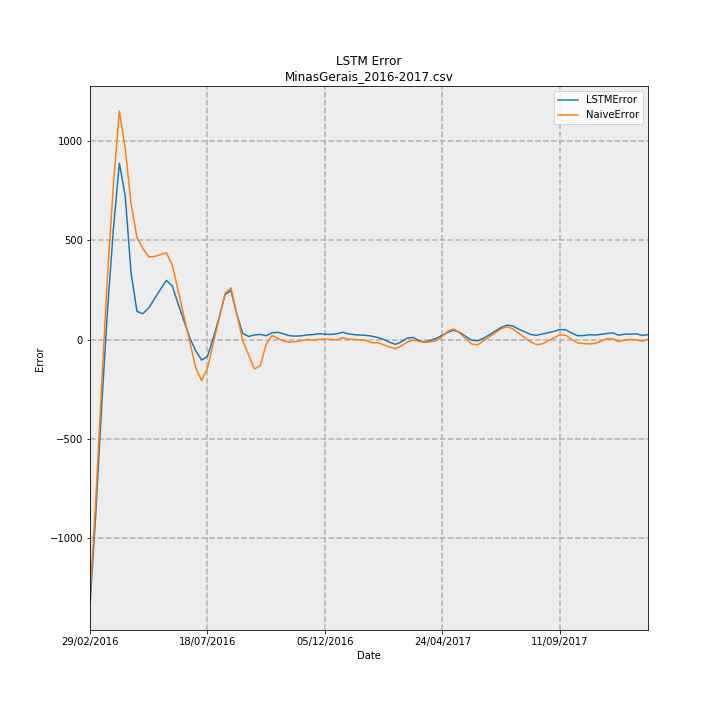 LSTM Error
MinasGerais_2016-2017.csv
LSTMError
NaiveError
1000
500
0
−500
−1000
Error
29/02/2016
18/07/2016
05/12/2016
24/04/2017
11/09/2017
Date